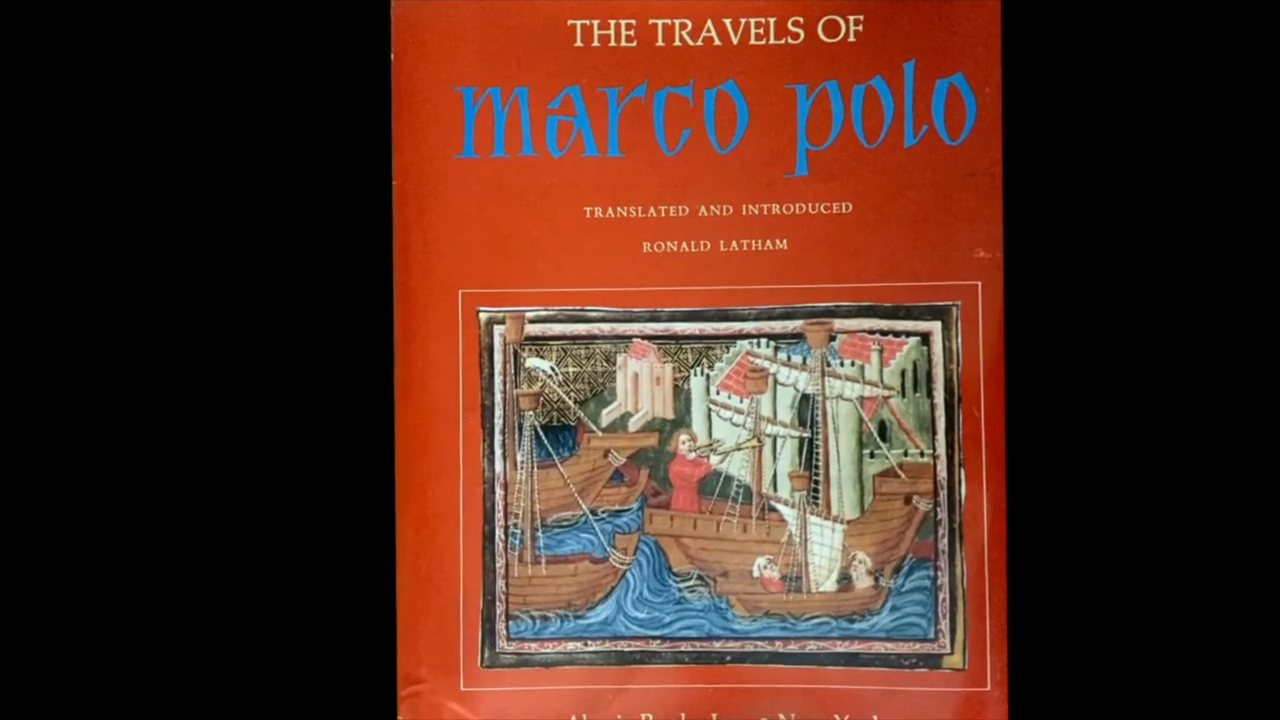 THE TRAVELS OF
marco polo
TRANSLATED AND INTRODUCED
RONALD LATHAM